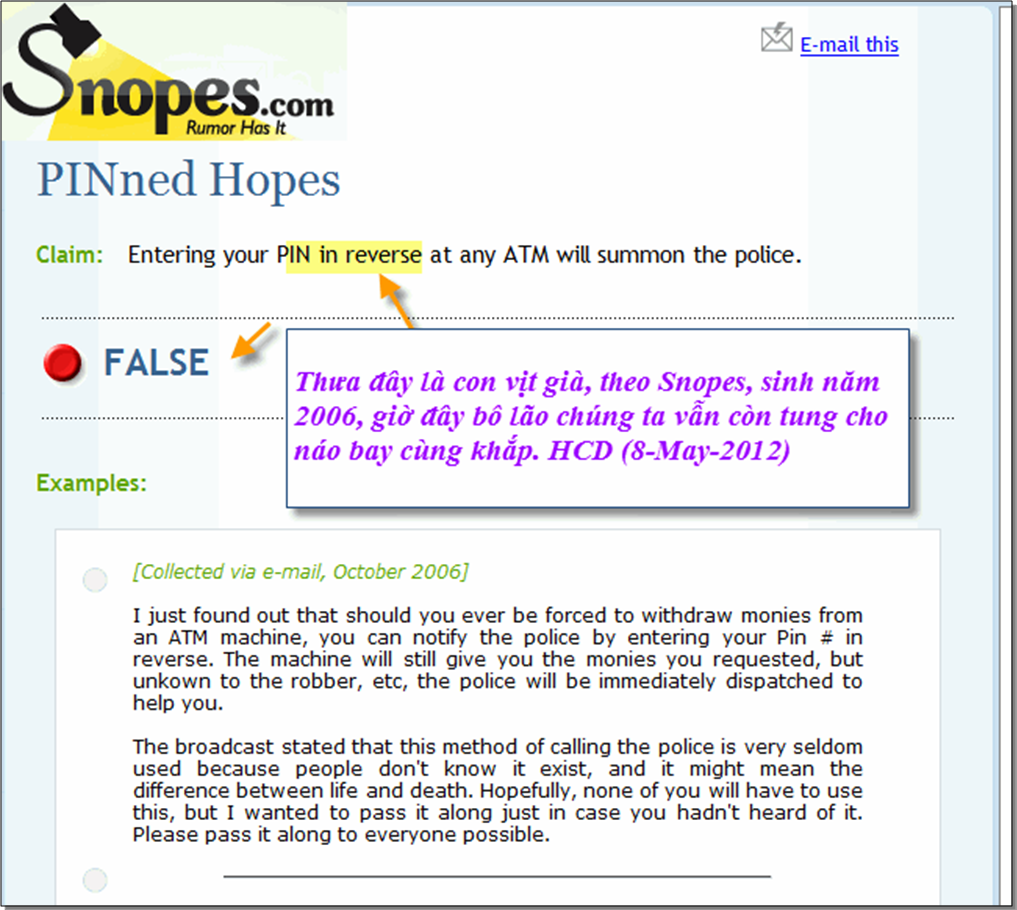 Snopes.com
Rumor Has It
E-mail this
PINned Hopes
Claim: Entering your PIN in reverse at any ATM will summon the police.
FALSE
Thưa đây là con vịt già, theo Snopes, sinh năm
2006, giờ đây bô lão chúng ta vẫn còn tung cho
náo bay cùng khắp. HCD (8-May-2012)
Examples:
[Collected via e-mail, October 2006]
I just found out that should you ever be forced to withdraw monies from
an ATM machine, you can notify the police by entering your Pin # in
reverse. The machine will still give you the monies you requested, but
unkown to the robber, etc, the police will be immediately dispatched to
help you.
The broadcast stated that this method of calling the police is very seldom
used because people don't know it exist, and it might mean the
difference between life and death. Hopefully, none of you will have to use
this, but I wanted to pass it along just in case you hadn't heard of it.
Please pass it along to everyone possible.